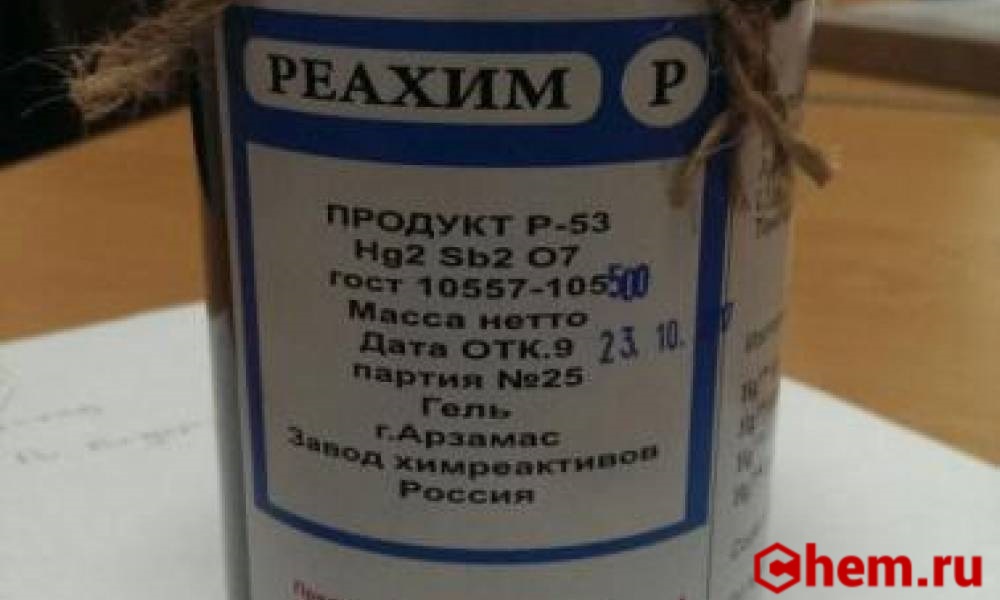 РЕАХИМ Р
ПРОДУКТ Р-53
Hg2 Sb2 O7
гост 10557-105 500
Масса нетто
Дата ОТК.9 23. 10.
партия №25
Гель
г.Арзамас
Завод химреактивов
Россия
Chem.ru